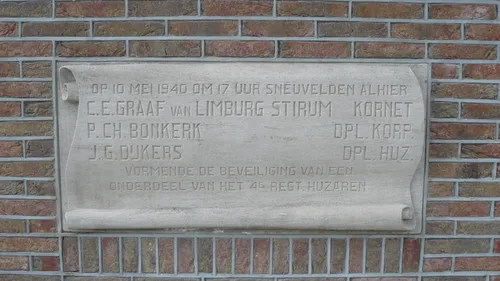 OP 10 MEI 1940 OM 17 UUR SNEUVELDEN ALHIER
C.E. GRAAF VAN LIMBURG STIRUM KORNET
P. CH. BONKERK DPL. KORP.
J.G. DIJKERS DPL. HUZ.
VORMENDE DE BEVEILIGING VAN EEN
ONDERDEEL VAN HET 4E REGT. HUZAREN